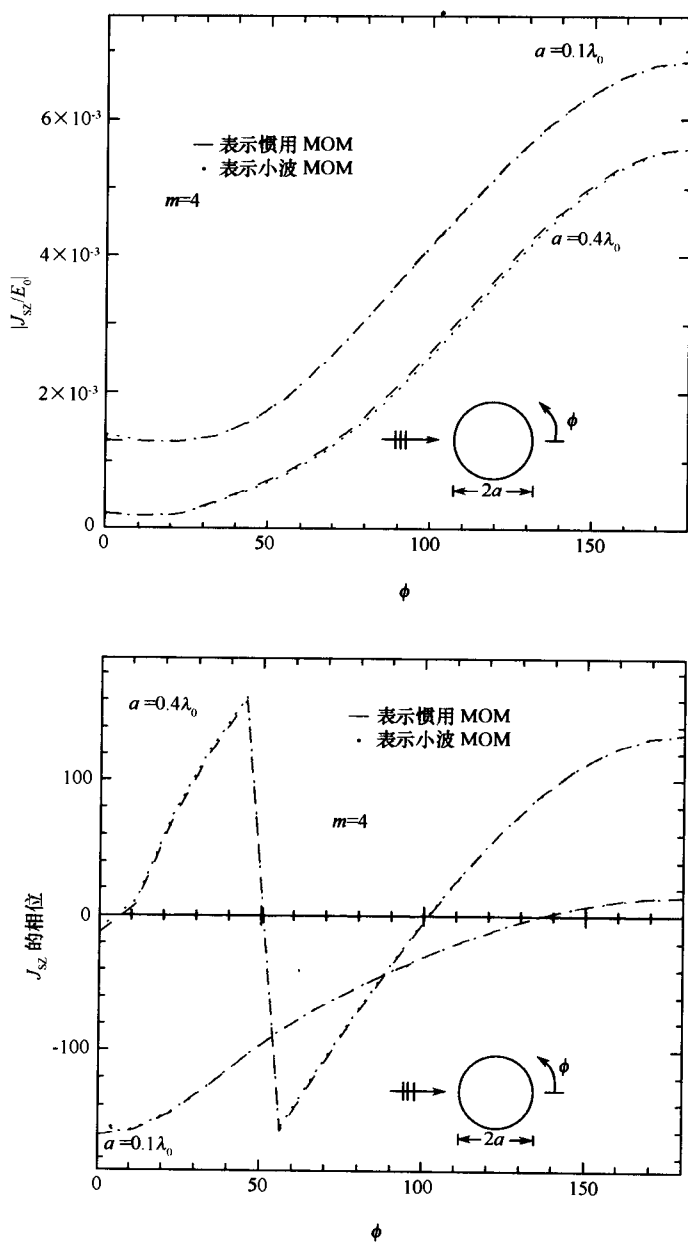 a=0.1λ₀
6×10⁻³
— 表示惯用 MOM
· 表示小波 MOM
m=4
4×10⁻³
a=0.4λ₀
|J_SZ/E₀|
2×10⁻³
ϕ
2a
0
0 50 100 150
ϕ
a=0.4λ₀
— 表示惯用 MOM
· 表示小波 MOM
100
m=4
0
J_SZ 的相位
-100
ϕ
a=0.1λ₀
2a
0 50 100 150
ϕ